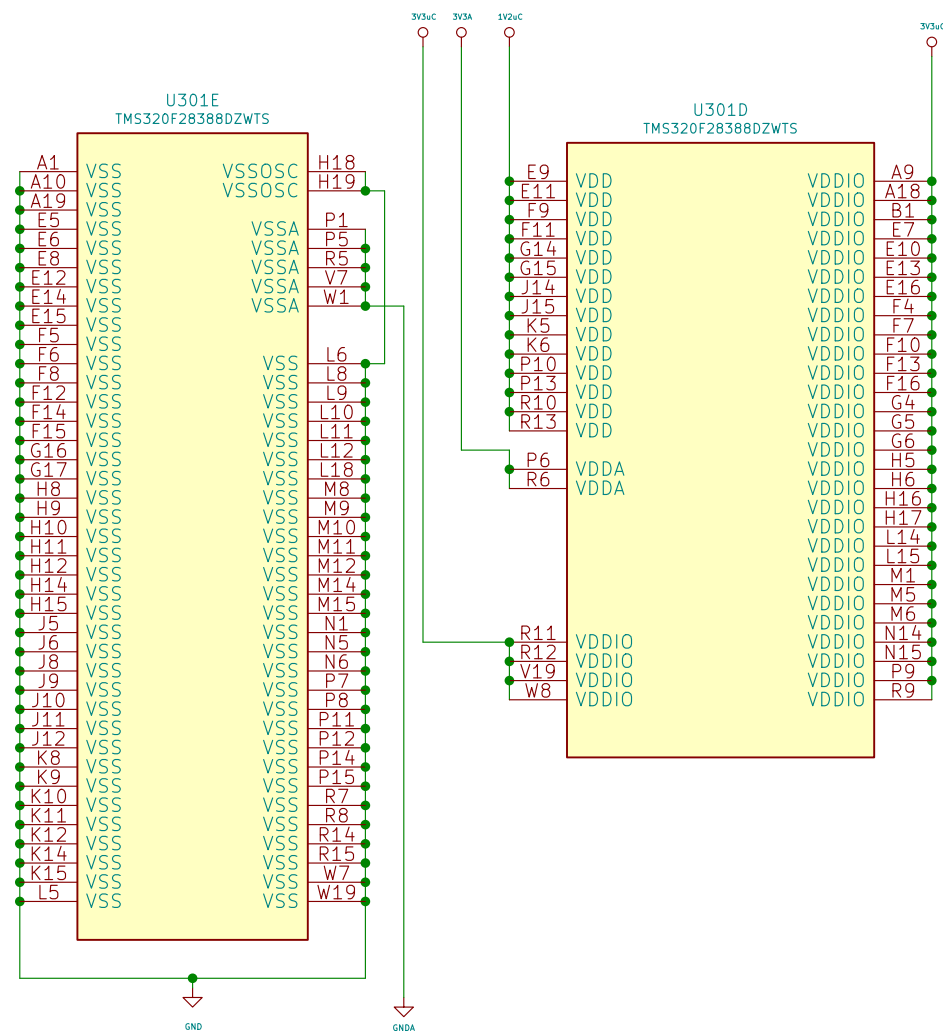 3V3uC 3V3A 1V2uC 3V3uC
U301E
TMS320F28388DZWTS
A1 VSS VSSOSC H18
A10 VSS VSSOSC H19
A19 VSS
E5 VSS VSSA P1
E6 VSS VSSA P5
E8 VSS VSSA R5
E12 VSS VSSA V7
E14 VSS VSSA W1
E15 VSS
F5 VSS
F6 VSS VSS L6
F8 VSS VSS L8
F12 VSS VSS L9
F14 VSS VSS L10
F15 VSS VSS L11
G16 VSS VSS L12
G17 VSS VSS L18
H8 VSS VSS M8
H9 VSS VSS M9
H10 VSS VSS M10
H11 VSS VSS M11
H12 VSS VSS M12
H14 VSS VSS M14
H15 VSS VSS M15
J5 VSS VSS N1
J6 VSS VSS N5
J8 VSS VSS N6
J9 VSS VSS P7
J10 VSS VSS P8
J11 VSS VSS P11
J12 VSS VSS P12
K8 VSS VSS P14
K9 VSS VSS P15
K10 VSS VSS R7
K11 VSS VSS R8
K12 VSS VSS R14
K14 VSS VSS R15
K15 VSS VSS W7
L5 VSS VSS W19
GND
GNDA
U301D
TMS320F28388DZWTS
E9 VDD VDDIO A9
E11 VDD VDDIO A18
F9 VDD VDDIO B1
F11 VDD VDDIO E7
G14 VDD VDDIO E10
G15 VDD VDDIO E13
J14 VDD VDDIO E16
J15 VDD VDDIO F4
K5 VDD VDDIO F7
K6 VDD VDDIO F10
P10 VDD VDDIO F13
P13 VDD VDDIO F16
R10 VDD VDDIO G4
R13 VDD VDDIO G5
VDDIO G6
P6 VDDA VDDIO H5
R6 VDDA VDDIO H6
VDDIO H16
VDDIO H17
VDDIO L14
VDDIO L15
VDDIO M1
VDDIO M5
VDDIO M6
R11 VDDIO VDDIO N14
R12 VDDIO VDDIO N15
V19 VDDIO VDDIO P9
W8 VDDIO VDDIO R9